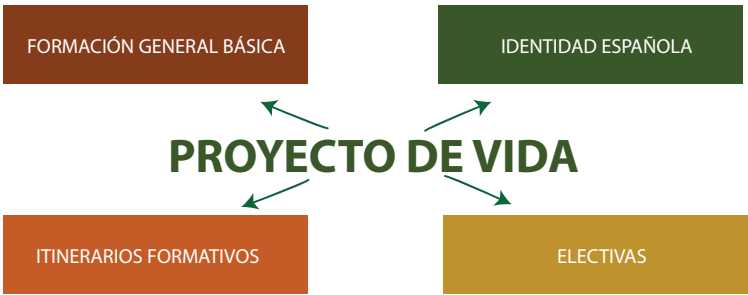 FORMACIÓN GENERAL BÁSICA
IDENTIDAD ESPAÑOLA
PROYECTO DE VIDA
ITINERARIOS FORMATIVOS
ELECTIVAS